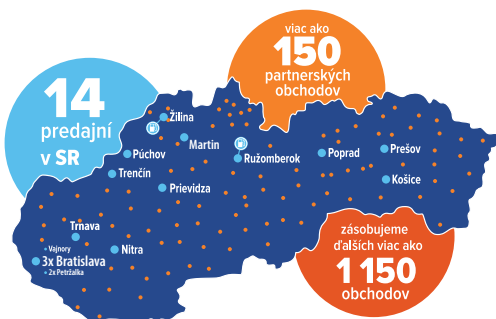 viac ako
150
partnerských
obchodov
14
predajní
v SR
Žilina
Martin
Púchov
Ružomberok
Poprad
Prešov
Trenčín
Prievidza
Košice
Trnava
Vajnory
3x Bratislava
2x Petržalka
Nitra
zásobujeme
ďalších viac ako
1 150
obchodov